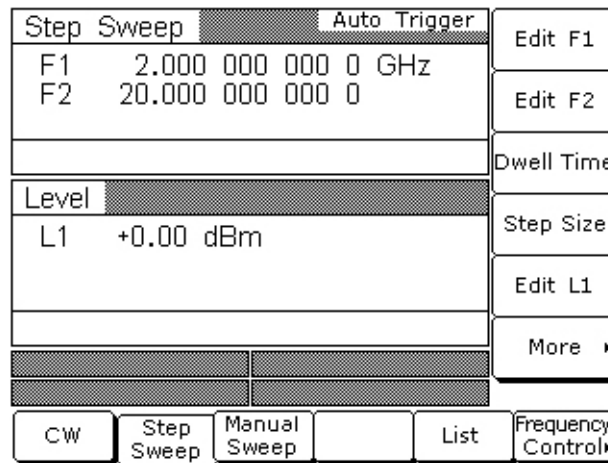 Step Sweep Auto Trigger
F1 2.000 000 000 0 GHz
F2 20.000 000 000 0
Level
L1 +0.00 dBm
Edit F1
Edit F2
Dwell Time
Step Size
Edit L1
More
CW
Step
Sweep
Manual
Sweep
List
Frequency
Control